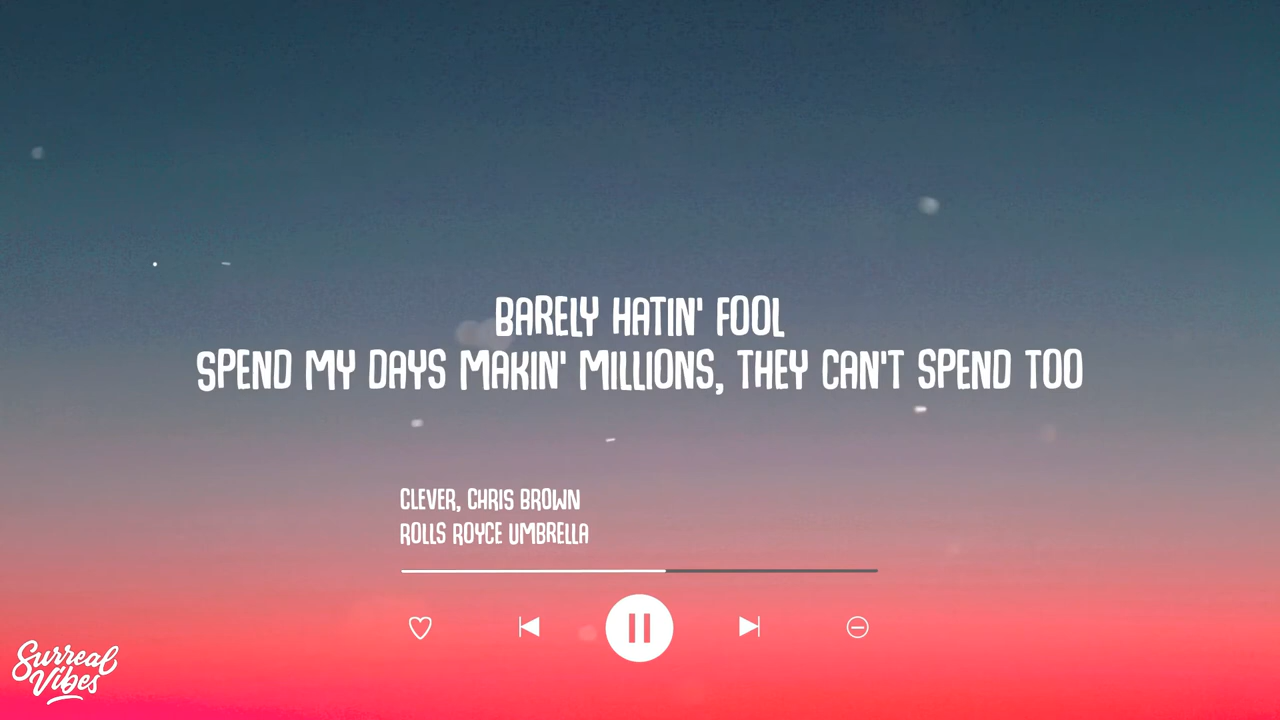 BARELY HATIN' FOOL
SPEND MY DAYS MAKIN' MILLIONS, THEY CAN'T SPEND TOO
CLEVER, CHRIS BROWN
ROLLS ROYCE UMBRELLA
Surreal
Vibes